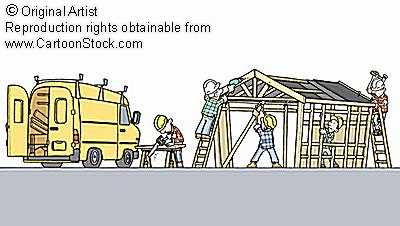 © Original Artist
Reproduction rights obtainable from
www.CartoonStock.com